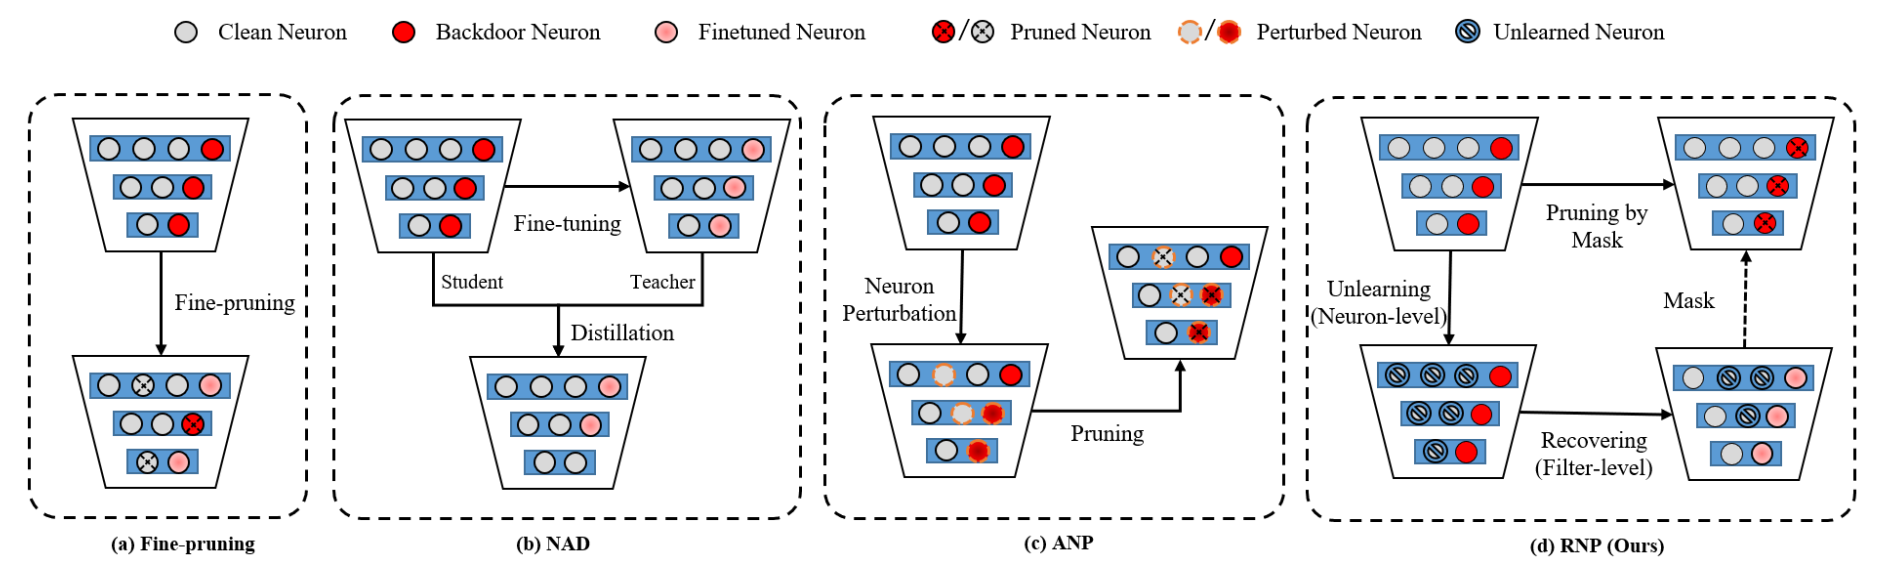 Clean Neuron
Backdoor Neuron
Finetuned Neuron
/
Pruned Neuron
/
Perturbed Neuron
Unlearned Neuron
Fine-pruning
(a) Fine-pruning
Fine-tuning
Student
Teacher
Distillation
(b) NAD
Neuron
Perturbation
Pruning
(c) ANP
Pruning by
Mask
Unlearning
(Neuron-level)
Mask
Recovering
(Filter-level)
(d) RNP (Ours)